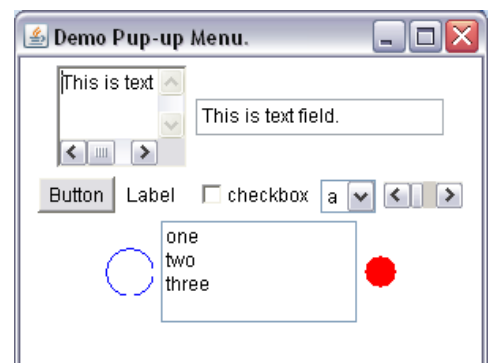 Demo Pup-up Menu.
This is text
This is text field.
Button Label checkbox a
one
two
three